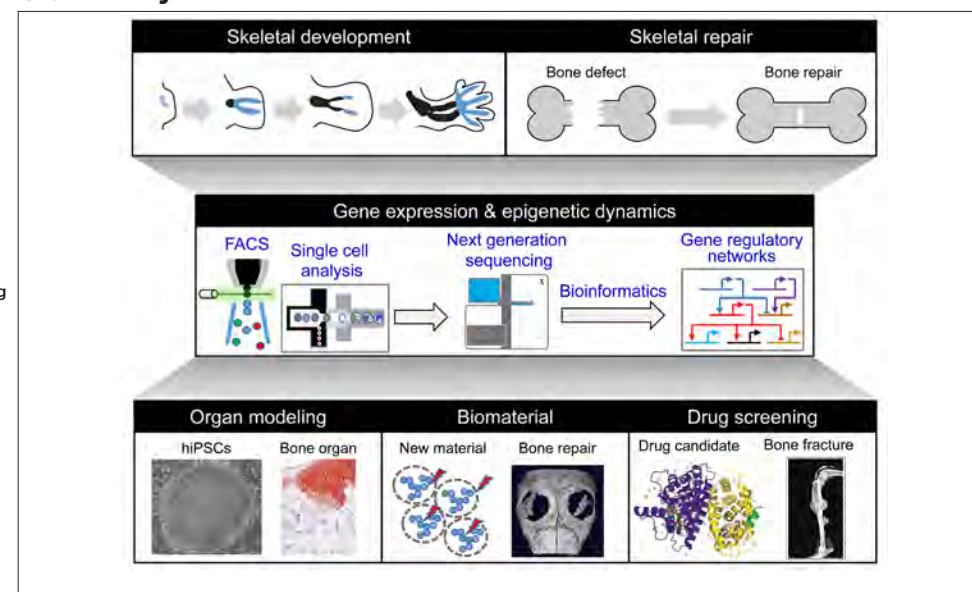 Skeletal development
Skeletal repair
Bone defect
Bone repair
Gene expression & epigenetic dynamics
FACS
Single cell
analysis
Next generation
sequencing
Bioinformatics
Gene regulatory
networks
Organ modeling
Biomaterial
Drug screening
hiPSCs
Bone organ
New material
Bone repair
Drug candidate
Bone fracture